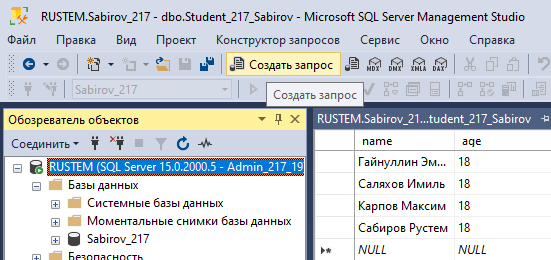 RUSTEM.Sabirov_217 - dbo.Student_217_Sabirov - Microsoft SQL Server Management Studio
Файл Правка Вид Проект Конструктор запросов Сервис Окно Справка
Создать запрос MDX DMX XMLA DAX
Sabirov_217
Создать запрос
Обозреватель объектов
RUSTEM.Sabirov_21...tudent_217_Sabirov
Соединить
name age
RUSTEM (SQL Server 15.0.2000.5 - Admin_217_19
Гайнуллин Эм... 18
Базы данных
Саляхов Имиль 18
Системные базы данных
Карпов Максим 18
Моментальные снимки базы данных
Сабиров Рустем 18
Sabirov_217
NULL NULL
Безопасность